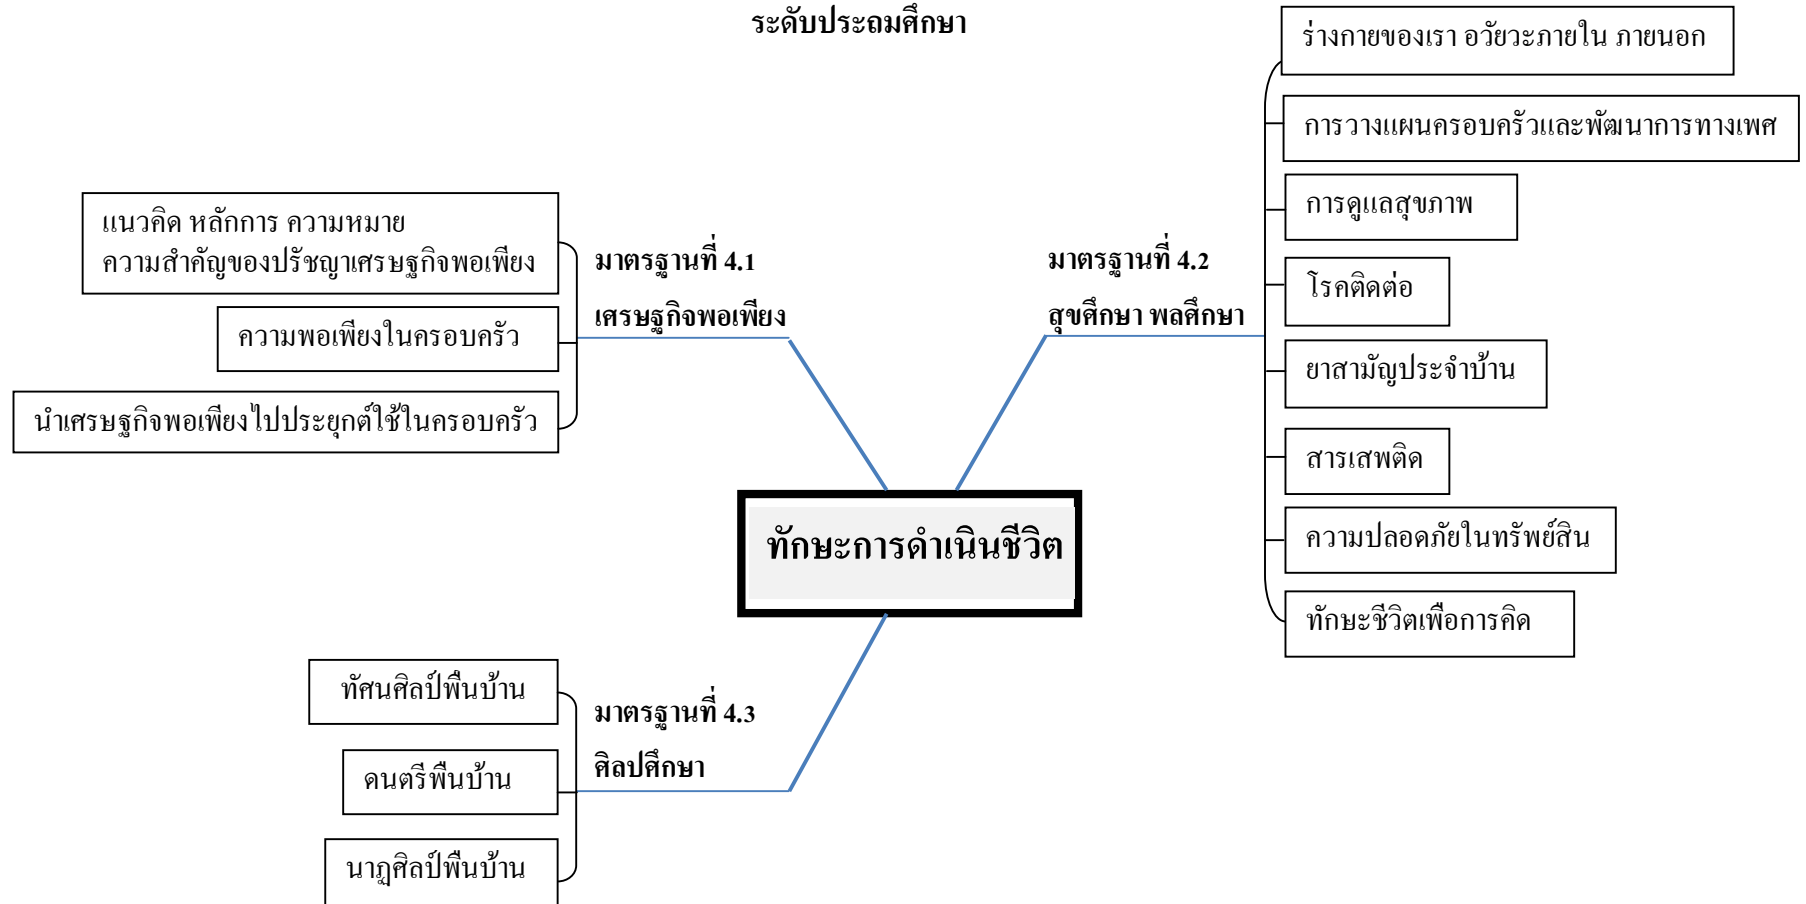 ระดับประถมศึกษา
แนวคิด หลักการ ความหมาย
ความสำคัญของปรัชญาเศรษฐกิจพอเพียง
ความพอเพียงในครอบครัว
นำเศรษฐกิจพอเพียงไปประยุกต์ใช้ในครอบครัว
มาตรฐานที่ 4.1
เศรษฐกิจพอเพียง
มาตรฐานที่ 4.2
สุขศึกษา พลศึกษา
ร่างกายของเรา อวัยวะภายใน ภายนอก
การวางแผนครอบครัวและพัฒนาการทางเพศ
การดูแลสุขภาพ
โรคติดต่อ
ยาสามัญประจำบ้าน
สารเสพติด
ความปลอดภัยในทรัพย์สิน
ทักษะชีวิตเพื่อการคิด
ทักษะการดำเนินชีวิต
ทัศนศิลป์พื้นบ้าน
ดนตรีพื้นบ้าน
นาฏศิลป์พื้นบ้าน
มาตรฐานที่ 4.3
ศิลปศึกษา